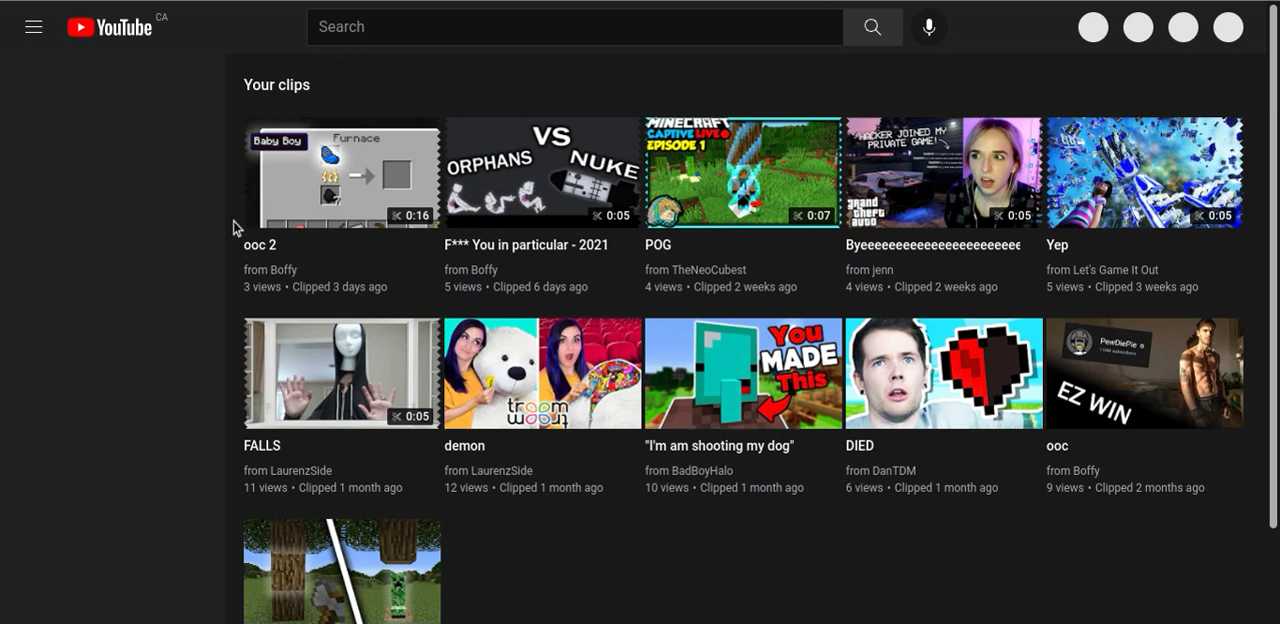 YouTube CA
Search
Your clips
Baby Boy
Furnace
0:16
VS
ORPHANS
NUKE
0:05
MINECRAFT
CAPTIVE LIVE
EPISODE 1
0:07
HACKER JOINED MY
PRIVATE GAME!
grand
theft
auto
0:05
0:05
ooc 2
F*** You in particular - 2021
POG
Byeeeeeeeeeeeeeeeeeeeeeee
Yep
from Boffy
from Boffy
from TheNeoCubest
from jenn
from Let's Game It Out
3 views • Clipped 3 days ago
5 views • Clipped 6 days ago
4 views • Clipped 2 weeks ago
4 views • Clipped 2 weeks ago
5 views • Clipped 3 weeks ago
0:05
troom
troom
You
MADE
This
PewDiePie
EZ WIN
FALLS
demon
"I'm am shooting my dog"
DIED
ooc
from LaurenzSide
from LaurenzSide
from BadBoyHalo
from DanTDM
from Boffy
11 views • Clipped 1 month ago
12 views • Clipped 1 month ago
10 views • Clipped 1 month ago
6 views • Clipped 1 month ago
9 views • Clipped 2 months ago